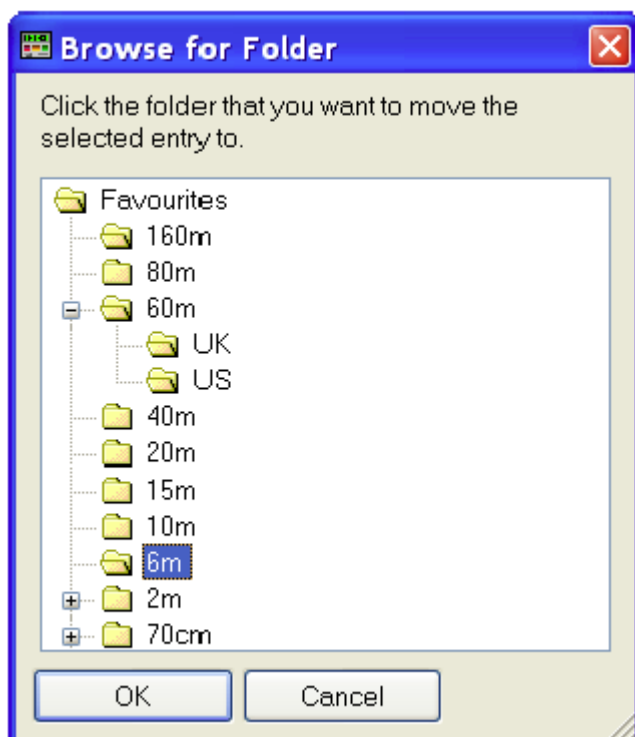 Browse for Folder
Click the folder that you want to move the
selected entry to.
Favourites
160m
80m
60m
UK
US
40m
20m
15m
10m
6m
2m
70cm
OK
Cancel